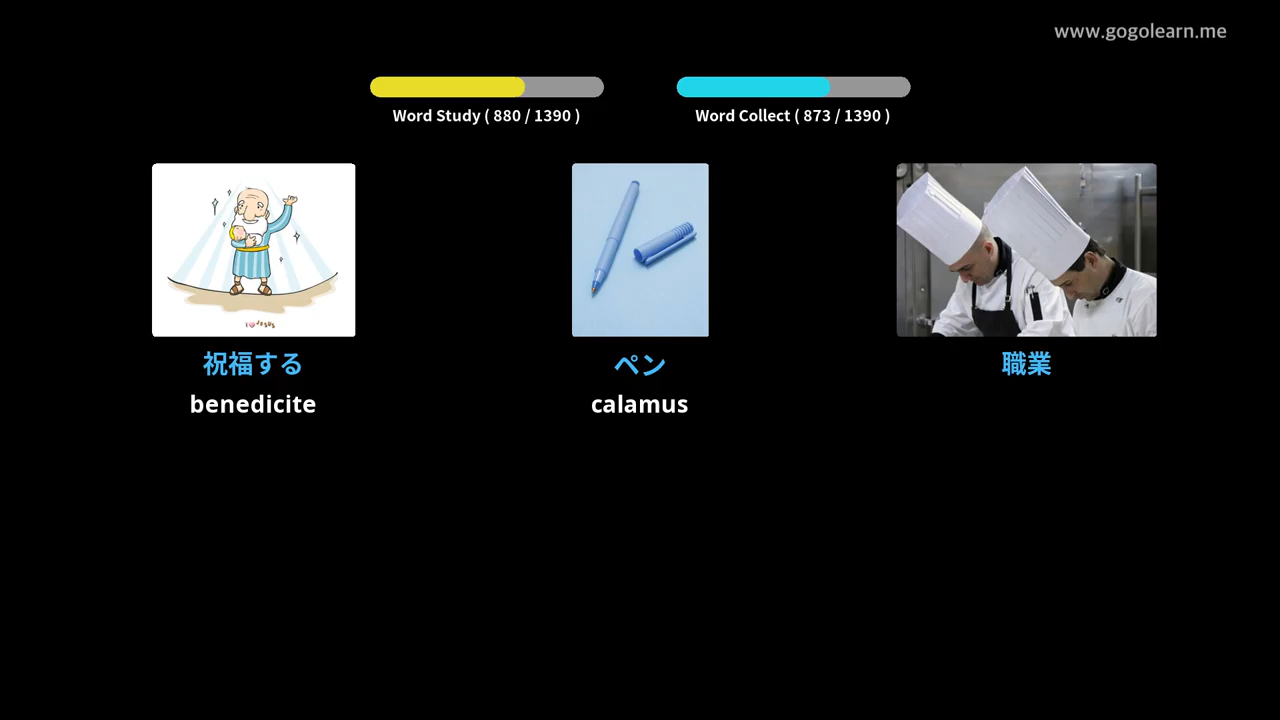 www.gogolearn.me
Word Study ( 880 / 1390 )
Word Collect ( 873 / 1390 )
I JESUS
祝福する
ペン
職業
benedicite
calamus